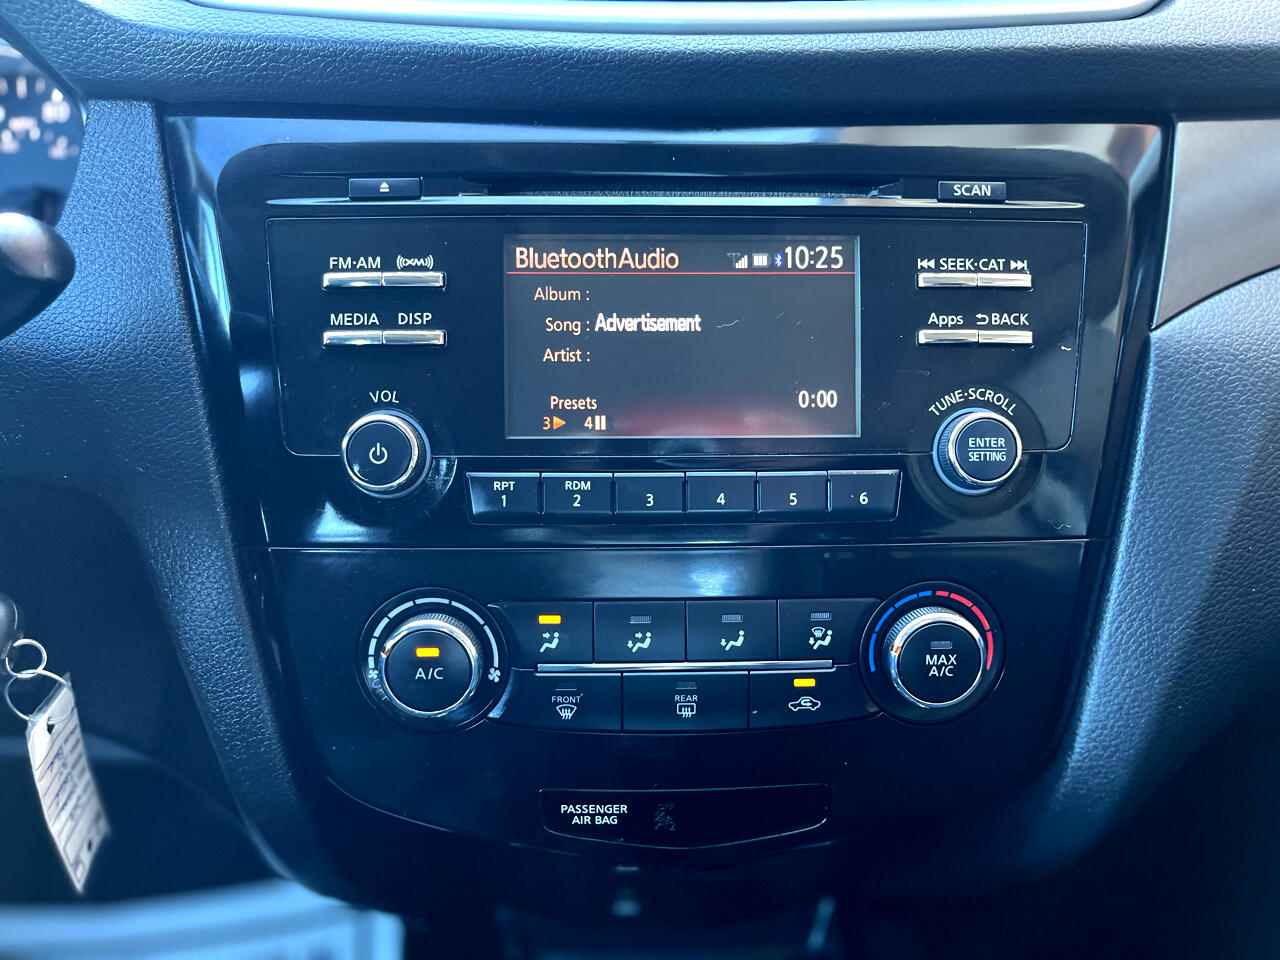 SCAN
FM·AM
(((XM)))
MEDIA
DISP
VOL
BluetoothAudio
10:25
Album :
Song : Advertisement
Artist :
Presets
0:00
3
4
SEEK·CAT
Apps
BACK
TUNE·SCROLL
ENTER
SETTING
RPT
1
RDM
2
3
4
5
6
A/C
FRONT
REAR
MAX
A/C
PASSENGER
AIR BAG
OFF